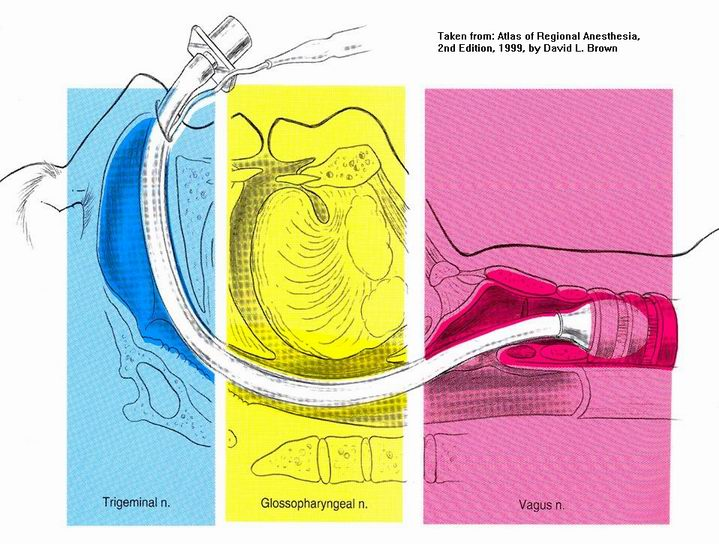 Taken from: Atlas of Regional Anesthesia,
2nd Edition, 1999, by David L. Brown
Trigeminal n.
Glossopharyngeal n.
Vagus n.